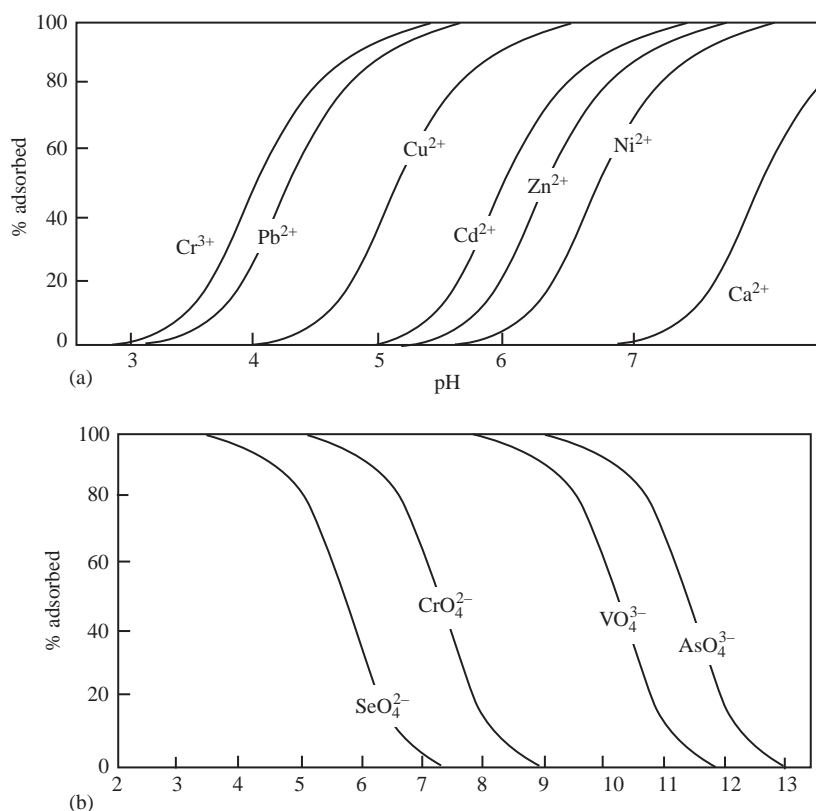 100
80
60
40
20
0
% adsorbed
Cr³⁺
Pb²⁺
Cu²⁺
Cd²⁺
Zn²⁺
Ni²⁺
Ca²⁺
3 4 5 6 7
(a)
pH
100
80
60
40
20
0
% adsorbed
SeO₄²⁻
CrO₄²⁻
VO₄³⁻
AsO₄³⁻
2 3 4 5 6 7 8 9 10 11 12 13
(b)